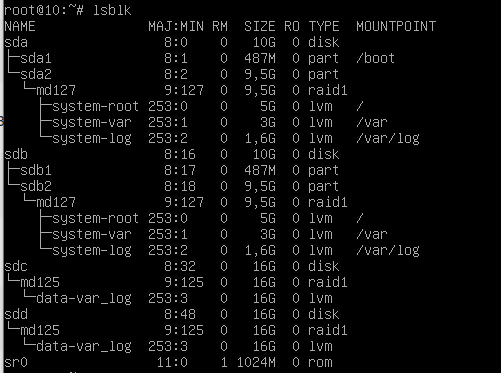 root@10:~# lsblk
NAME MAJ:MIN RM SIZE RO TYPE MOUNTPOINT
sda 8:0 0 10G 0 disk
├─sda1 8:1 0 487M 0 part /boot
└─sda2 8:2 0 9,5G 0 part
└─md127 9:127 0 9,5G 0 raid1
├─system-root 253:0 0 5G 0 lvm /
├─system-var 253:1 0 3G 0 lvm /var
└─system-log 253:2 0 1,6G 0 lvm /var/log
sdb 8:16 0 10G 0 disk
├─sdb1 8:17 0 487M 0 part
└─sdb2 8:18 0 9,5G 0 part
└─md127 9:127 0 9,5G 0 raid1
├─system-root 253:0 0 5G 0 lvm /
├─system-var 253:1 0 3G 0 lvm /var
└─system-log 253:2 0 1,6G 0 lvm /var/log
sdc 8:32 0 16G 0 disk
└─md125 9:125 0 16G 0 raid1
└─data-var_log 253:3 0 16G 0 lvm
sdd 8:48 0 16G 0 disk
└─md125 9:125 0 16G 0 raid1
└─data-var_log 253:3 0 16G 0 lvm
sr0 11:0 1 1024M 0 rom